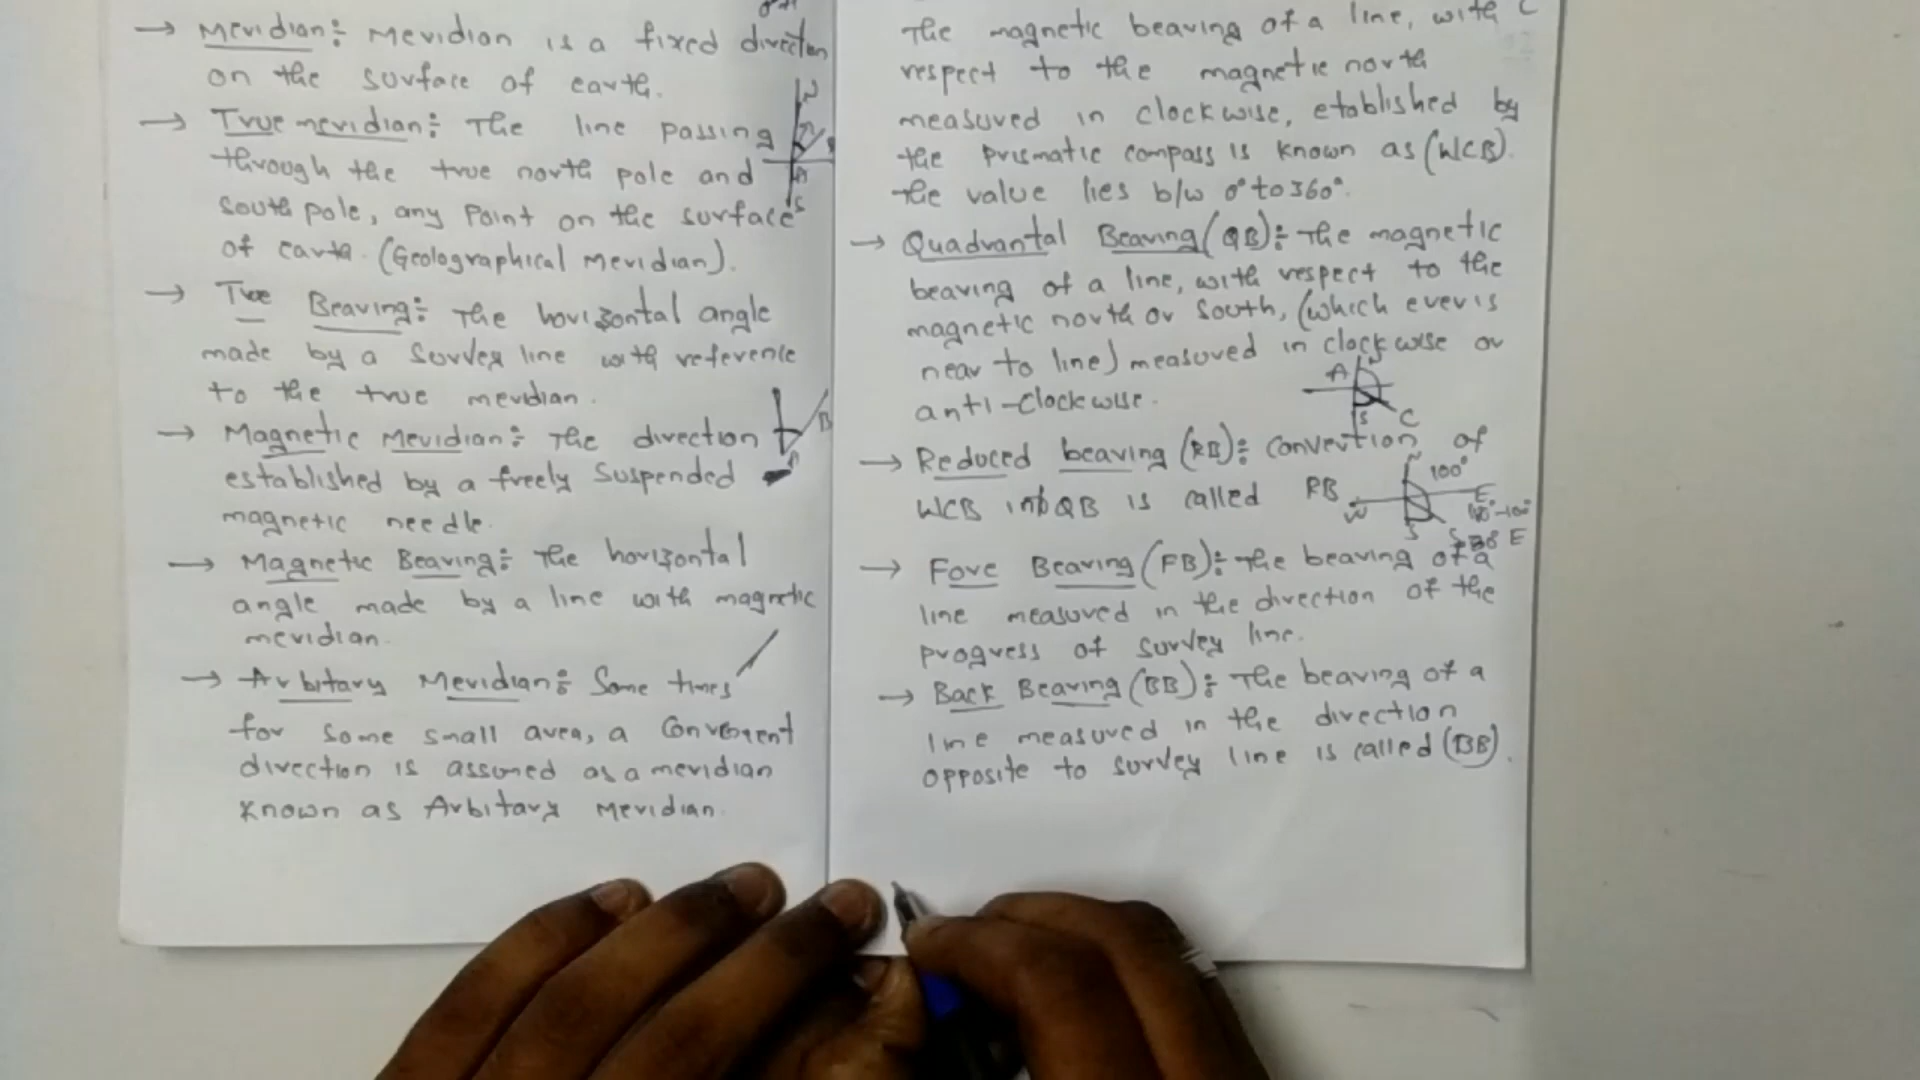 → Meridian: Meridian is a fixed direction
on the surface of earth.
→ True meridian: The line passing
through the true north pole and
South pole, any Point on the surface
of earth. (Geolographical Meridian).
→ True Bearing: The horizontal angle
made by a Survey line with reference
to the true meridian.
→ Magnetic Meridian: The direction
established by a freely Suspended
magnetic needle.
→ Magnetic Bearing: The horizontal
angle made by a line with magnetic
meridian.
→ Arbitary Meridian: Some times
for some small area, a Convenent
direction is assumed as a meridian
Known as Arbitary Meridian.
N
A
S
B
A
The magnetic bearing of a line, with
respect to the magnetic north
measured in clockwise, etablished by
the Prismatic compass is known as (WCB).
the value lies b/w 0° to 360°.
→ Quadrantal Bearing (QB): The magnetic
bearing of a line, with respect to the
magnetic north or South, (which ever is
near to line) measured in clockwise or
anti-clockwise.
A
S
C
→ Reduced bearing (RB): Convertion of
WCB into QB is called RB
N
100°
W
E
S
E
→ Fore Bearing (FB): The bearing of a
line measured in the direction of the
progress of survey line.
→ Back Bearing (BB): The bearing of a
line measured in the direction
opposite to survey line is called (BB).